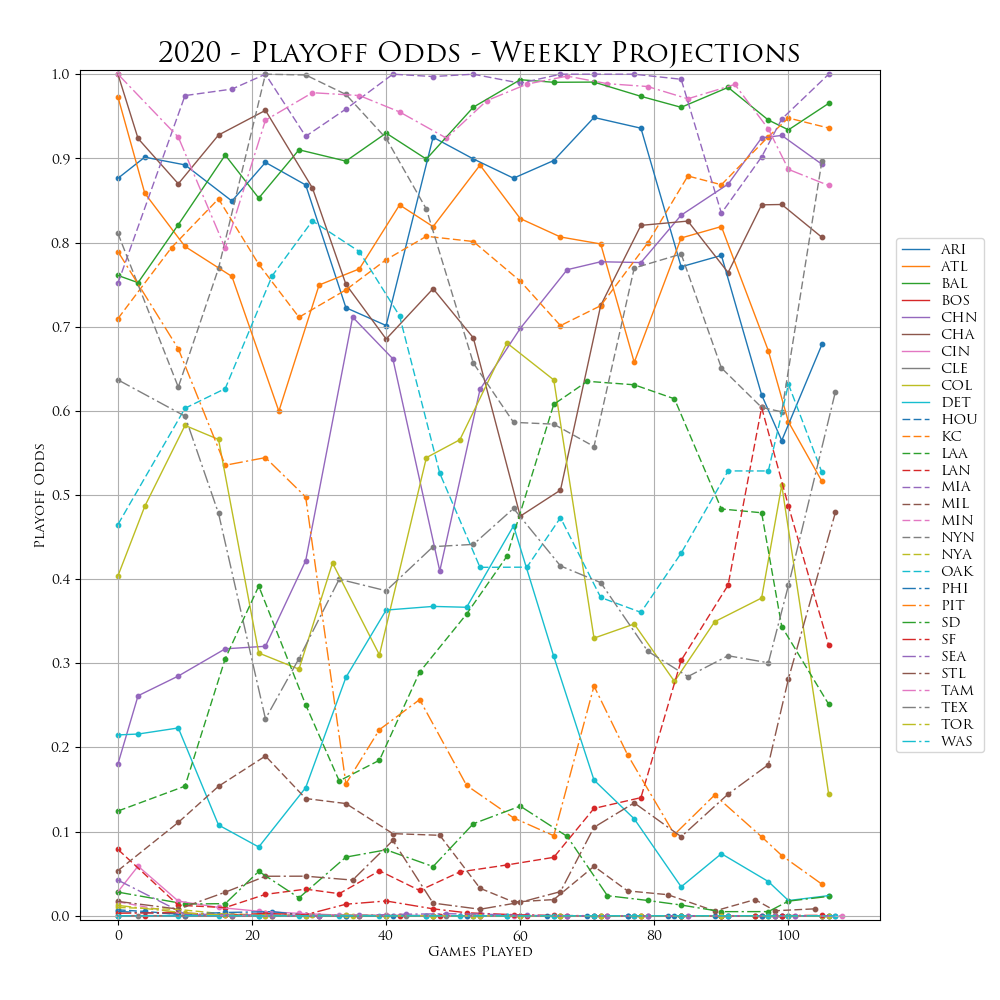 2020 - Playoff Odds - Weekly Projections
1.0
0.9
0.8
0.7
0.6
0.5
0.4
0.3
0.2
0.1
0.0
Playoff Odds
0 20 40 60 80 100
Games Played
ARI
ATL
BAL
BOS
CHN
CHA
CIN
CLE
COL
DET
HOU
KC
LAA
LAN
MIA
MIL
MIN
NYN
NYA
OAK
PHI
PIT
SD
SF
SEA
STL
TAM
TEX
TOR
WAS